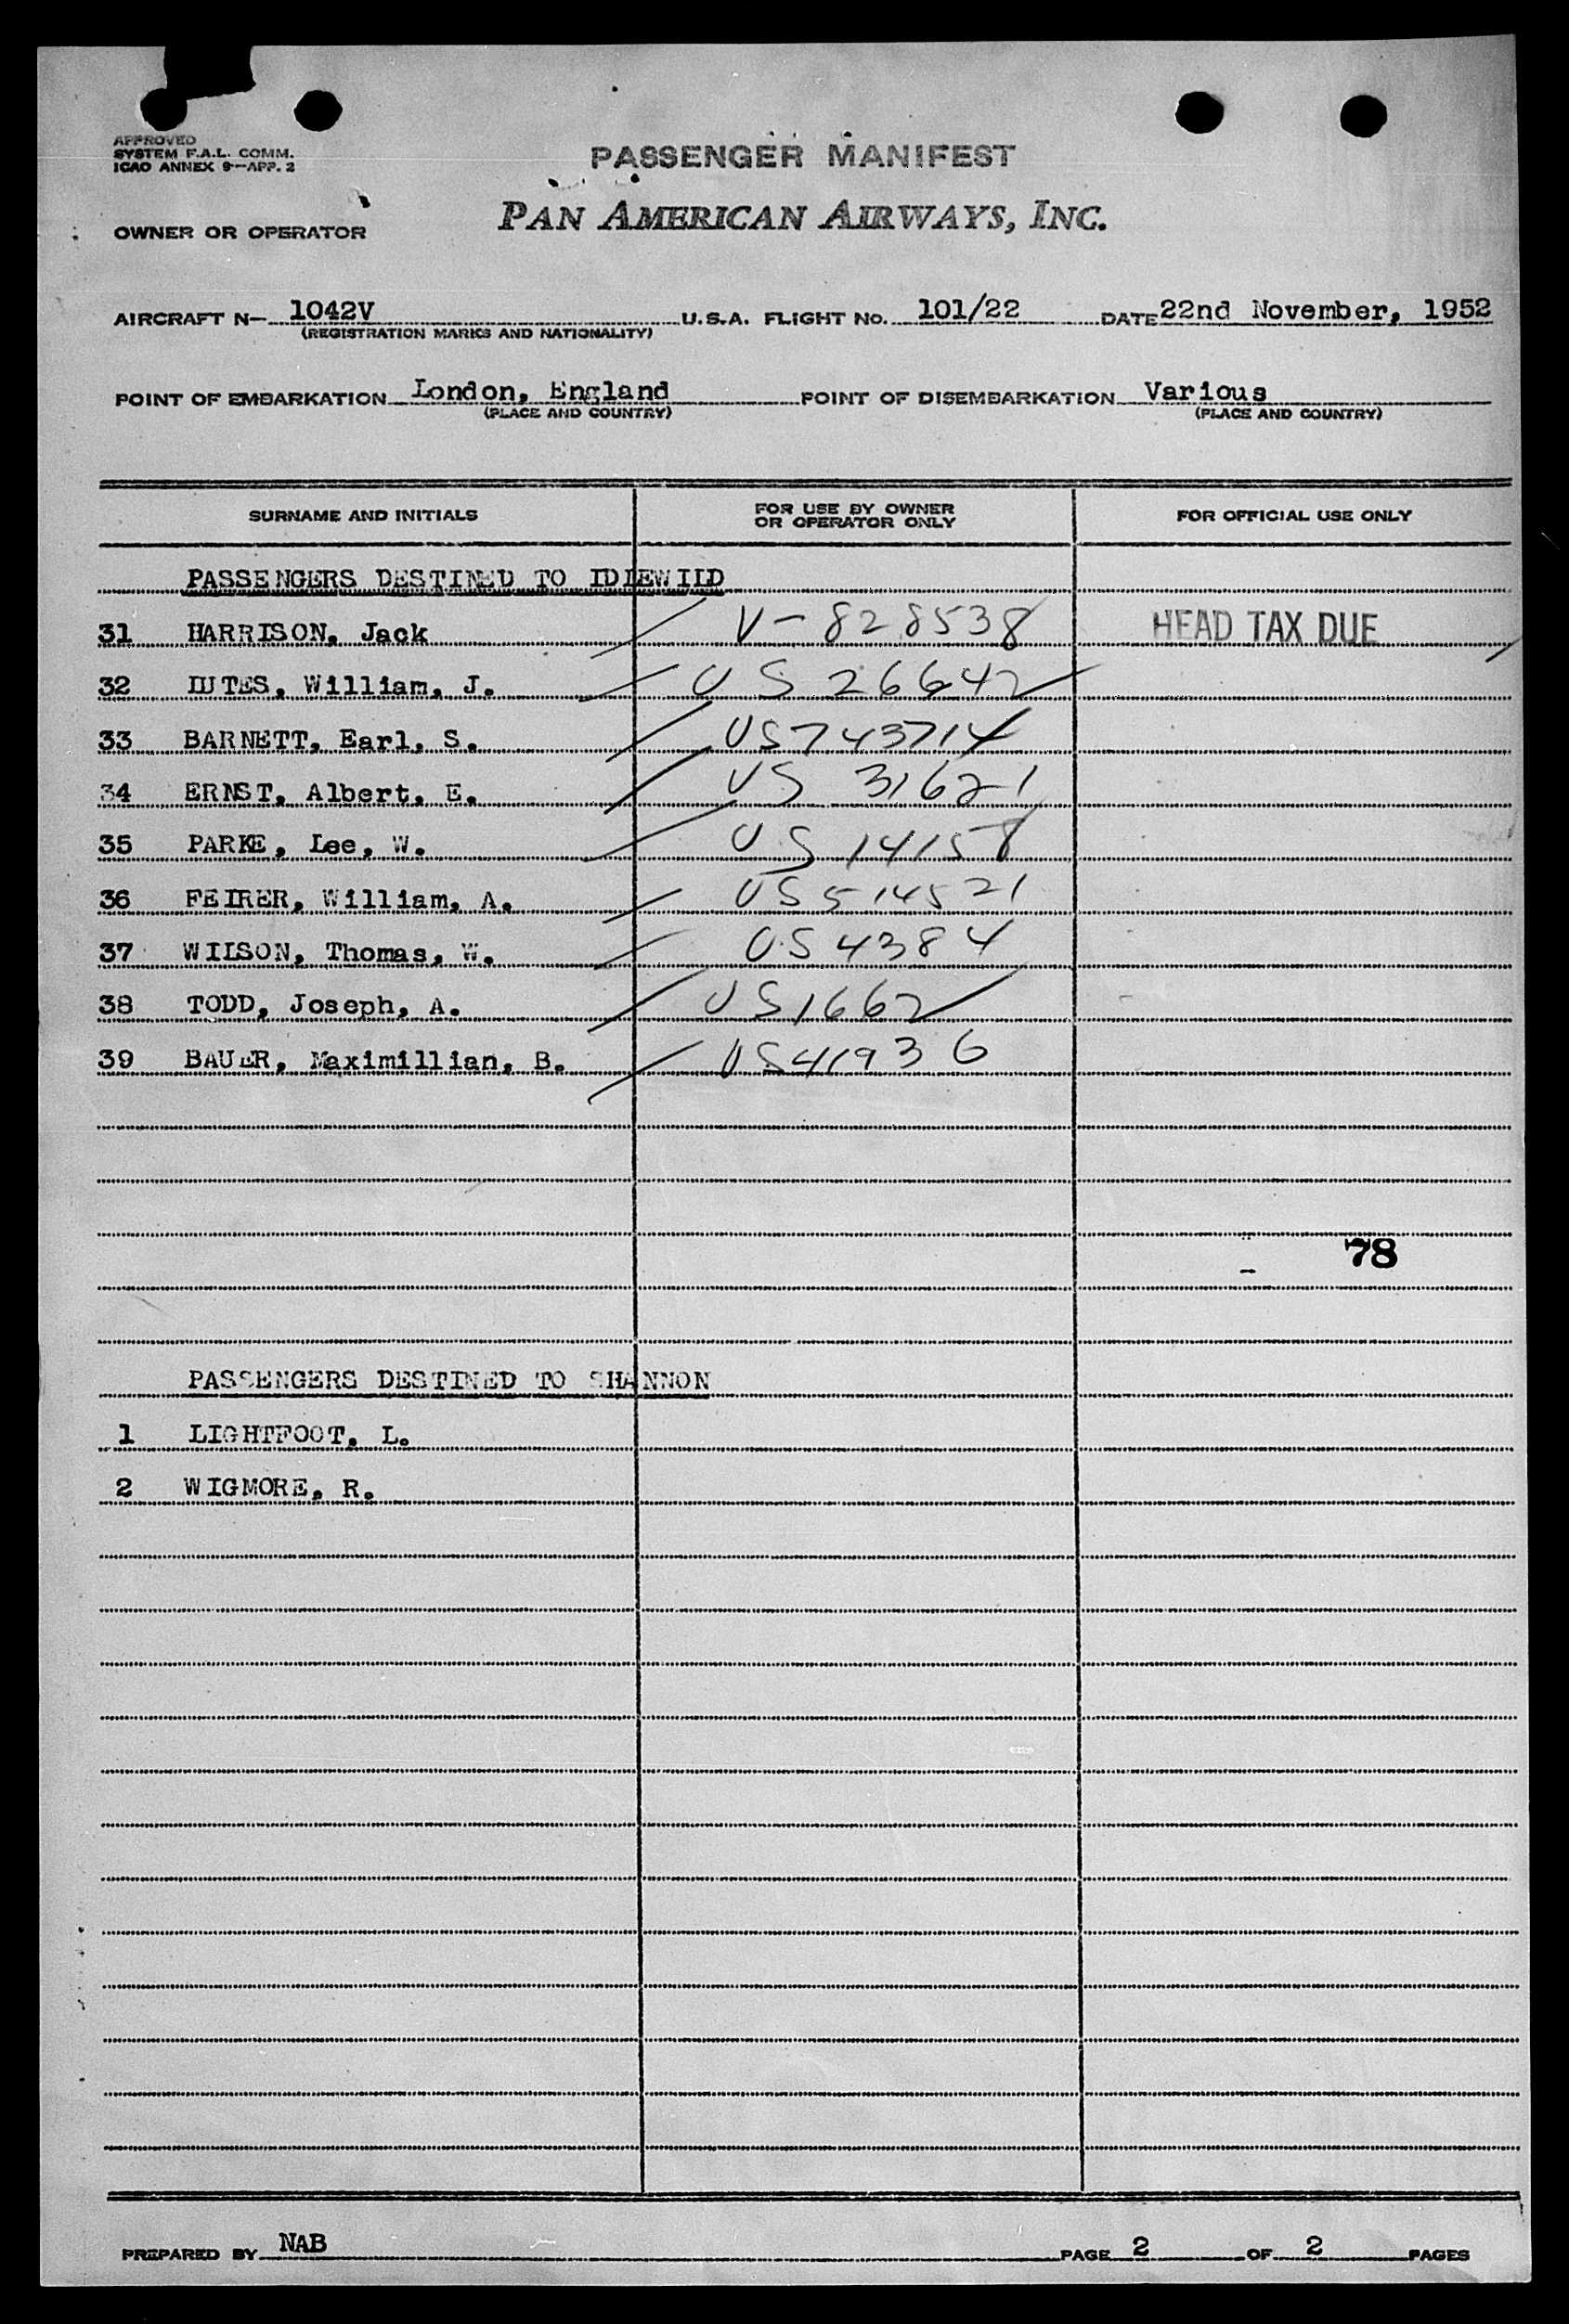 APPROVED
SYSTEM F.A.L. COMM.
ICAO ANNEX 9—APP. 2
PASSENGER MANIFEST
OWNER OR OPERATOR PAN AMERICAN AIRWAYS, INC.
AIRCRAFT N— 1042V U.S.A. FLIGHT No. 101/22 DATE 22nd November, 1952
(REGISTRATION MARKS AND NATIONALITY)
POINT OF EMBARKATION London, England POINT OF DISEMBARKATION Various
(PLACE AND COUNTRY) (PLACE AND COUNTRY)
SURNAME AND INITIALS FOR USE BY OWNER OR OPERATOR ONLY FOR OFFICIAL USE ONLY
PASSENGERS DESTINED TO IDLEWILD
31 HARRISON, Jack V-828538 HEAD TAX DUE
32 LUTES, William, J. US 26642
33 BARNETT, Earl, S. US743714
34 ERNST, Albert, E. US 31621
35 PARKE, Lee, W. US 14158
36 FEIRER, William, A. US514521
37 WILSON, Thomas, W. US 4384
38 TODD, Joseph, A. US1662
39 BAUER, Maximillian, B. US41936
78
PASSENGERS DESTINED TO SHANNON
1 LIGHTFOOT, L.
2 WIGMORE, R.
PREPARED BY NAB PAGE 2 OF 2 PAGES